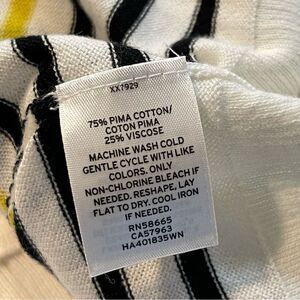 XX7929
75% PIMA COTTON/
COTON PIMA
25% VISCOSE
MACHINE WASH COLD
GENTLE CYCLE WITH LIKE
COLORS. ONLY
NON-CHLORINE BLEACH IF
NEEDED. RESHAPE, LAY
FLAT TO DRY. COOL IRON
IF NEEDED.
RN58665
CA57963
HA401835WN